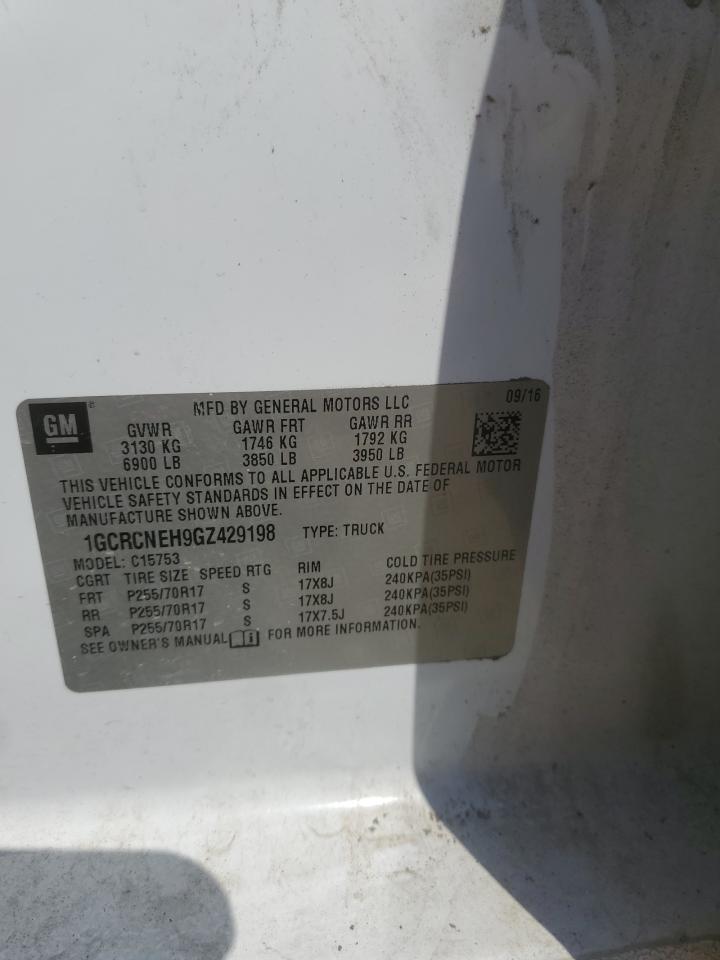 GM
MFD BY GENERAL MOTORS LLC 09/16
GVWR GAWR FRT GAWR RR
3130 KG 1746 KG 1792 KG
6900 LB 3850 LB 3950 LB
THIS VEHICLE CONFORMS TO ALL APPLICABLE U.S. FEDERAL MOTOR
VEHICLE SAFETY STANDARDS IN EFFECT ON THE DATE OF
MANUFACTURE SHOWN ABOVE.
1GCRCNEH9GZ429198 TYPE: TRUCK
MODEL: C15753
CGRT TIRE SIZE SPEED RTG RIM COLD TIRE PRESSURE
FRT P255/70R17 S 17X8J 240KPA(35PSI)
RR P255/70R17 S 17X8J 240KPA(35PSI)
SPA P255/70R17 S 17X7.5J 240KPA(35PSI)
SEE OWNER'S MANUAL FOR MORE INFORMATION.